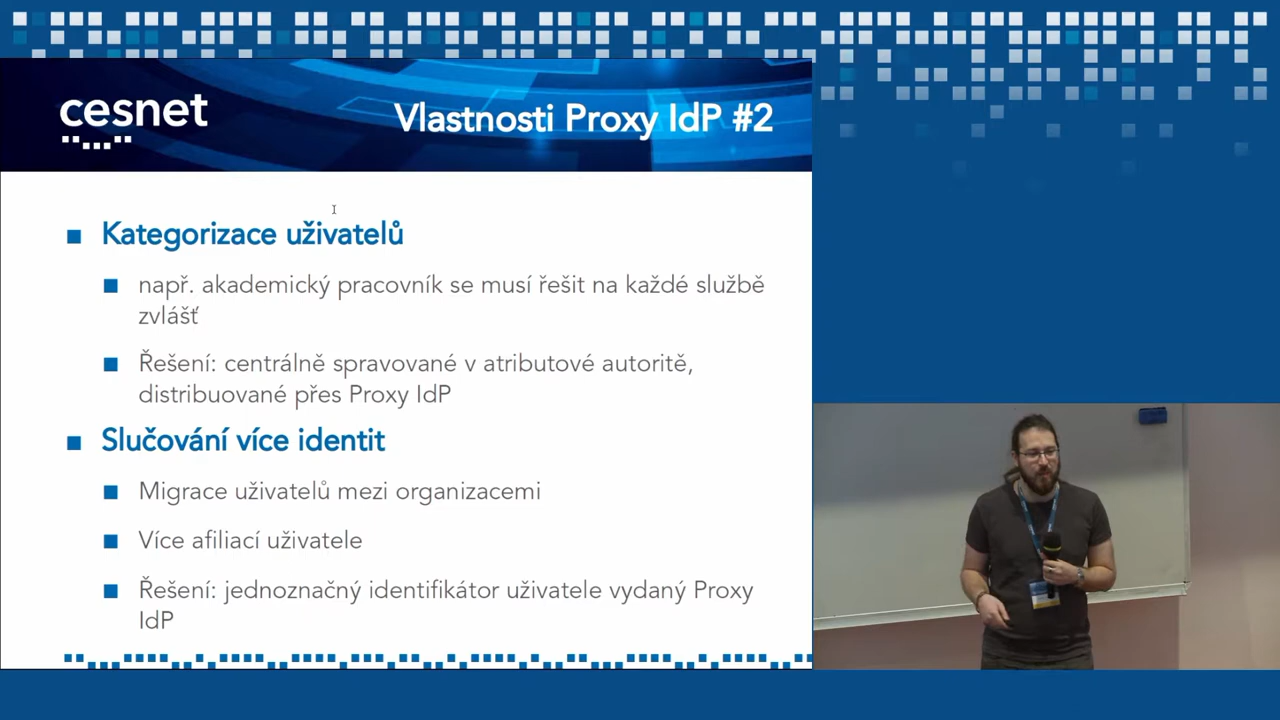 cesnet
Vlastnosti Proxy IdP #2
Kategorizace uživatelů
např. akademický pracovník se musí řešit na každé službě
zvlášť
Řešení: centrálně spravované v atributové autoritě,
distribuované přes Proxy IdP
Slučování více identit
Migrace uživatelů mezi organizacemi
Více afiliací uživatele
Řešení: jednoznačný identifikátor uživatele vydaný Proxy
IdP